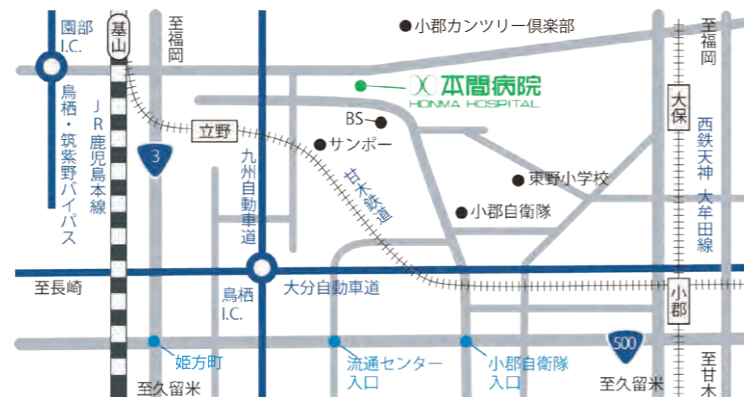 園部
I.C.
基山
至福岡
小郡カンツリー倶楽部
至福岡
本間病院
HONMA HOSPITAL
大保
BS
立野
サンポー
3
鳥栖・筑紫野バイパス
JR鹿児島本線
九州自動車道
甘木鉄道
東野小学校
小郡自衛隊
西鉄天神 大牟田線
至長崎
鳥栖
I.C.
大分自動車道
小郡
姫方町
流通センター
入口
小郡自衛隊
入口
500
至久留米
至久留米
至甘木